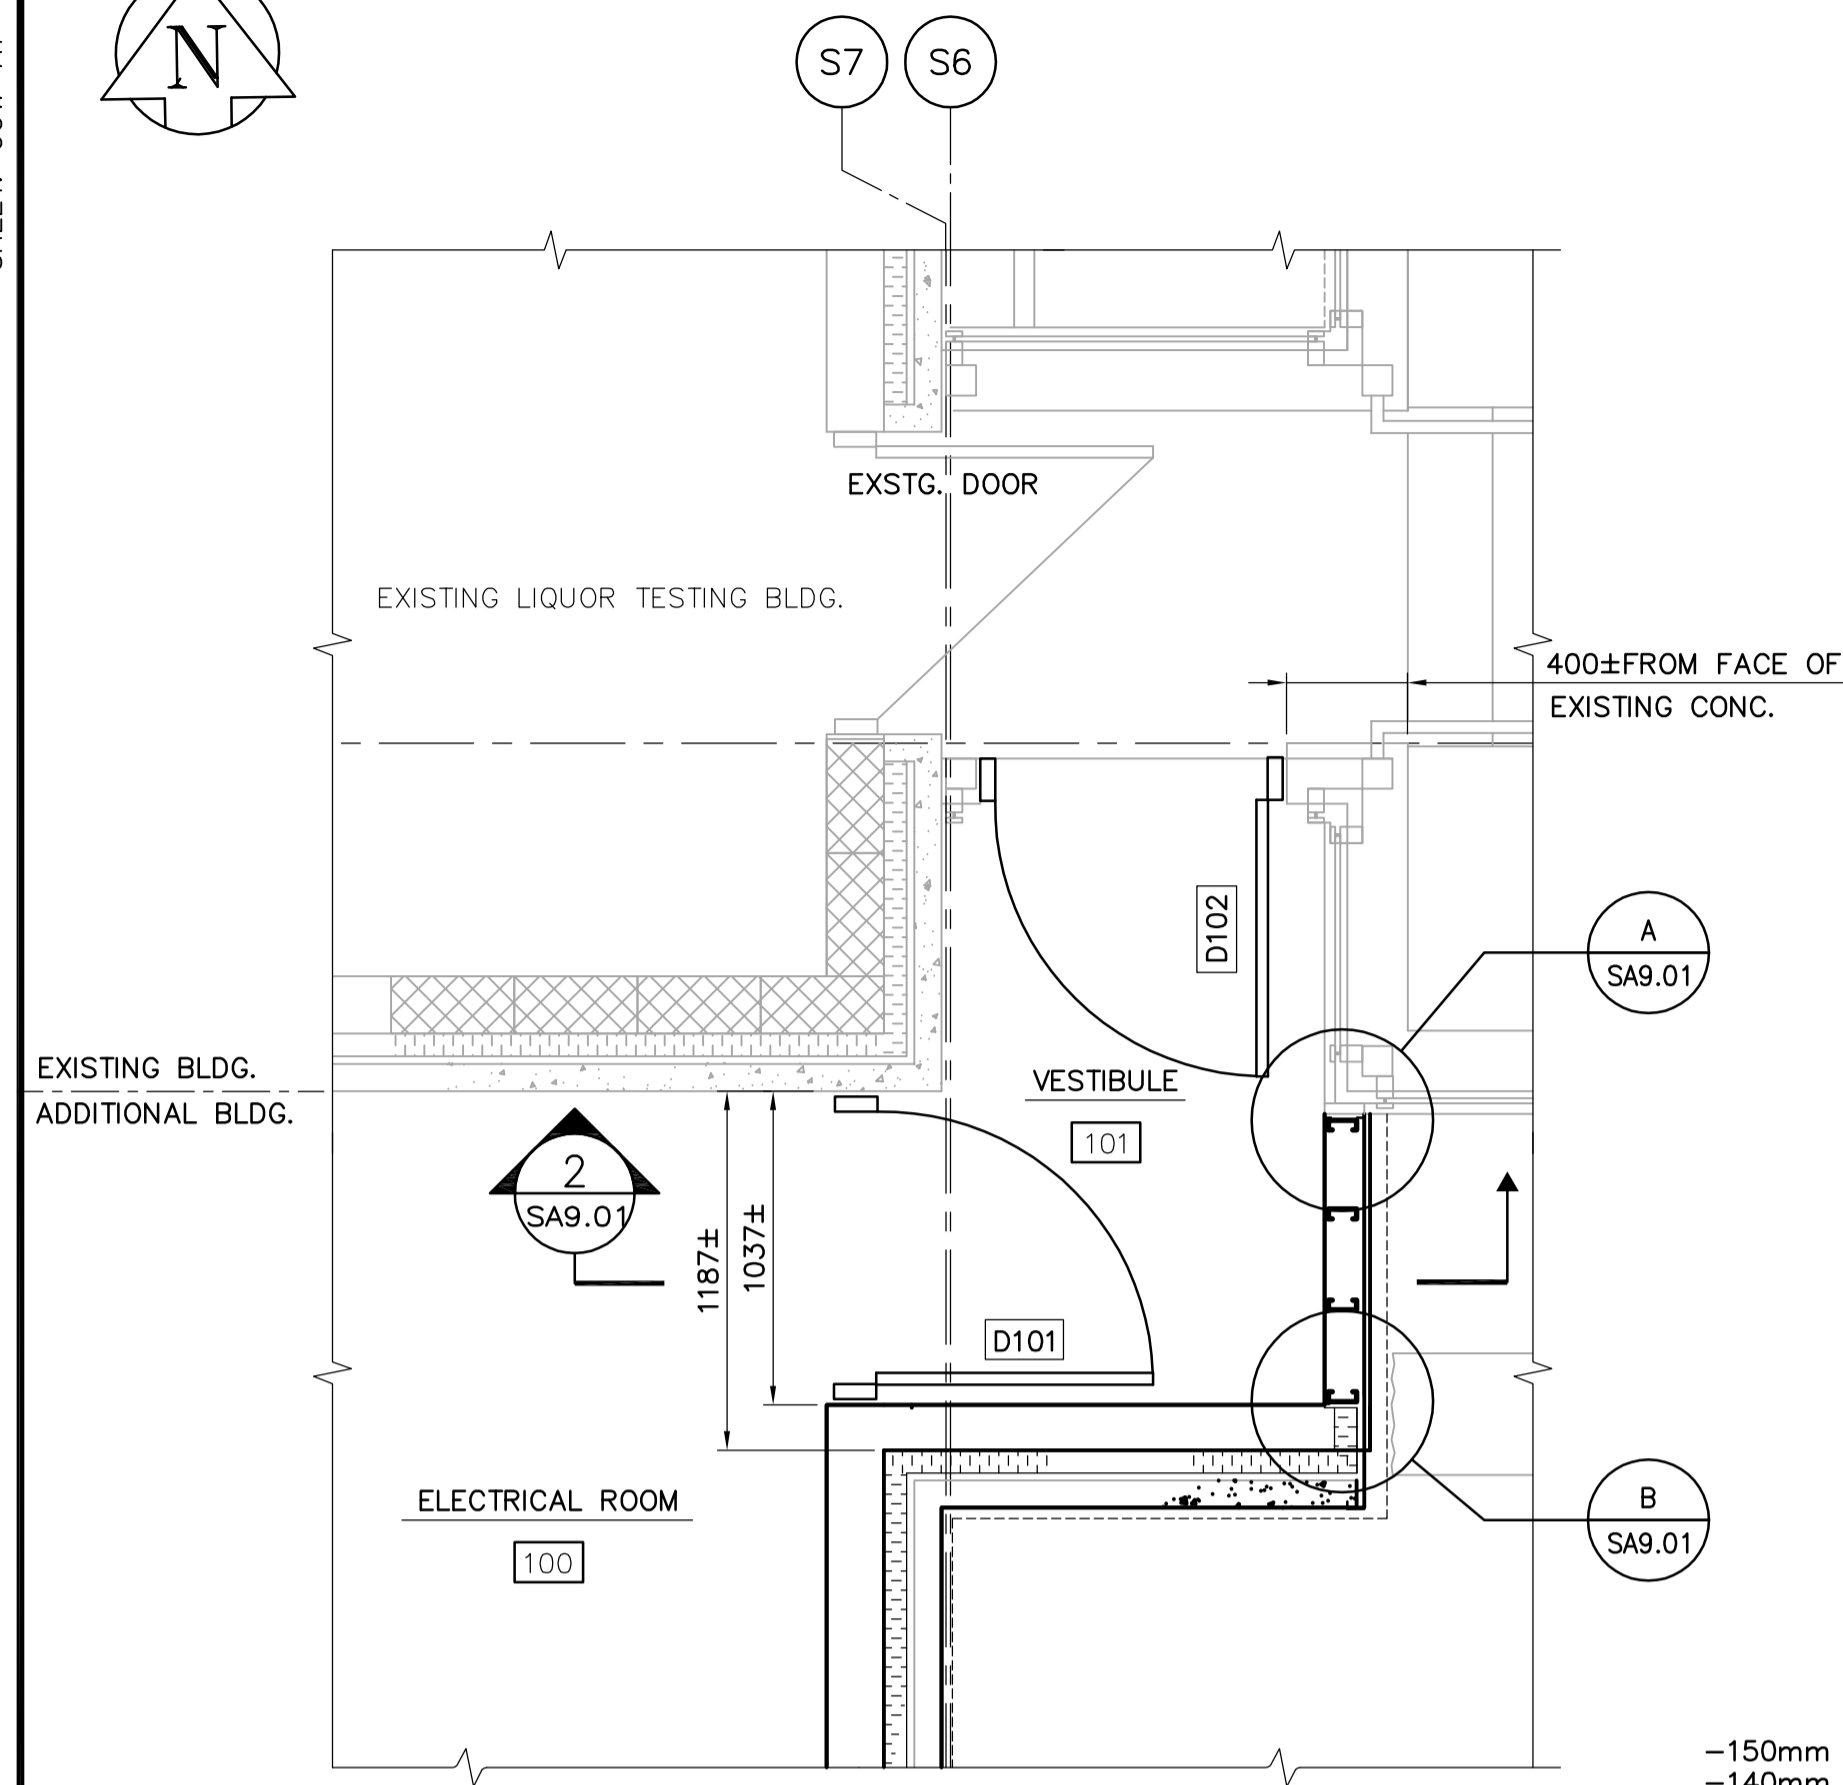 N
S7
S6
EXSTG. DOOR
EXISTING LIQUOR TESTING BLDG.
400±FROM FACE OF
EXISTING CONC.
D102
A
SA9.01
EXISTING BLDG.
ADDITIONAL BLDG.
VESTIBULE
101
2
SA9.01
1187±
1037±
D101
ELECTRICAL ROOM
100
B
SA9.01
-150mm
-140mm